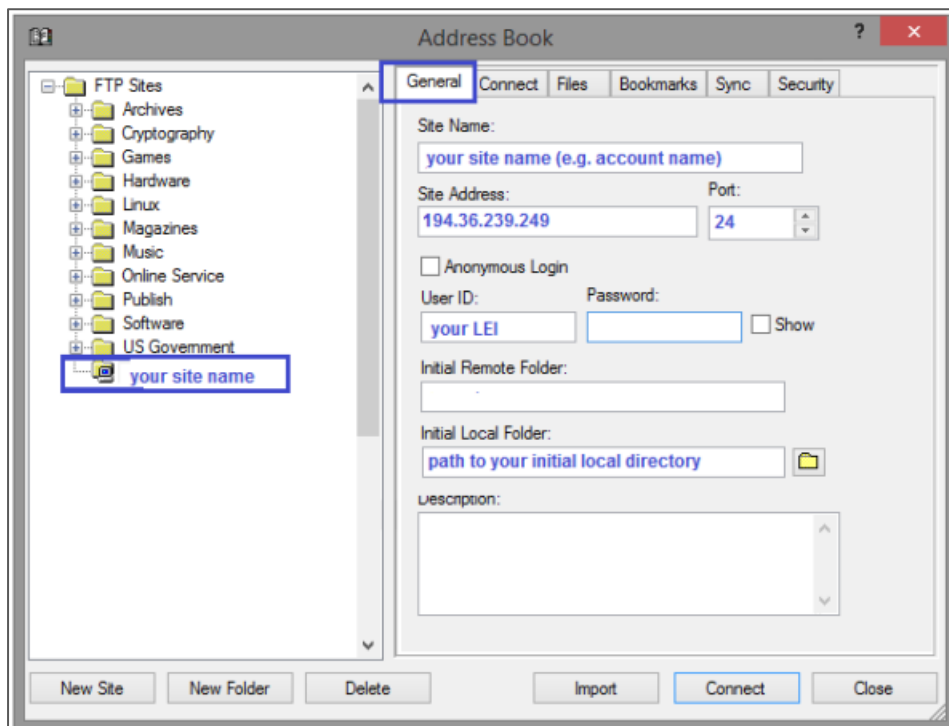 Address Book
?
FTP Sites
Archives
Cryptography
Games
Hardware
Linux
Magazines
Music
Online Service
Publish
Software
US Government
your site name
General Connect Files Bookmarks Sync Security
Site Name:
your site name (e.g. account name)
Site Address: Port:
194.36.239.249 24
Anonymous Login
User ID: Password:
your LEI Show
Initial Remote Folder:
Initial Local Folder:
path to your initial local directory
Description:
New Site New Folder Delete Import Connect Close